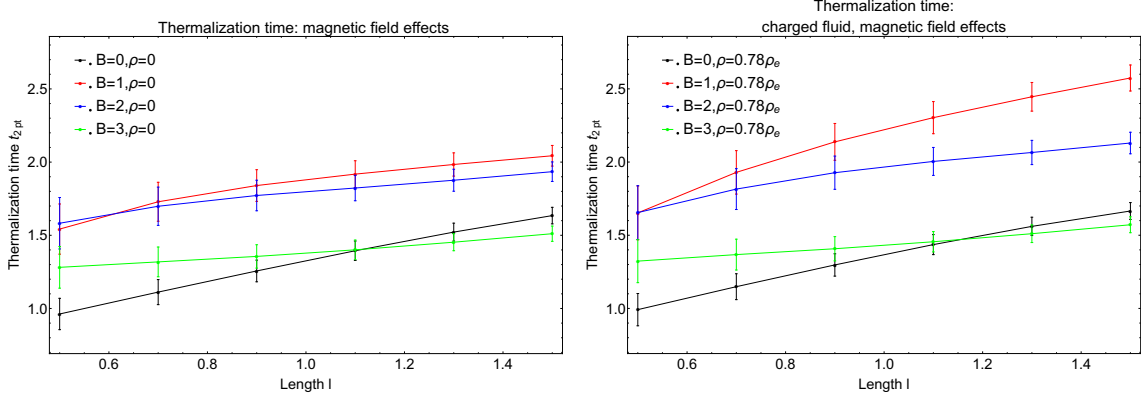 Thermalization time: magnetic field effects
B=0,ρ=0
B=1,ρ=0
B=2,ρ=0
B=3,ρ=0
Thermalization time t2 pt
2.5
2.0
1.5
1.0
0.6 0.8 1.0 1.2 1.4
Length l
Thermalization time:
charged fluid, magnetic field effects
B=0,ρ=0.78ρe
B=1,ρ=0.78ρe
B=2,ρ=0.78ρe
B=3,ρ=0.78ρe
Thermalization time t2 pt
2.5
2.0
1.5
1.0
0.6 0.8 1.0 1.2 1.4
Length l